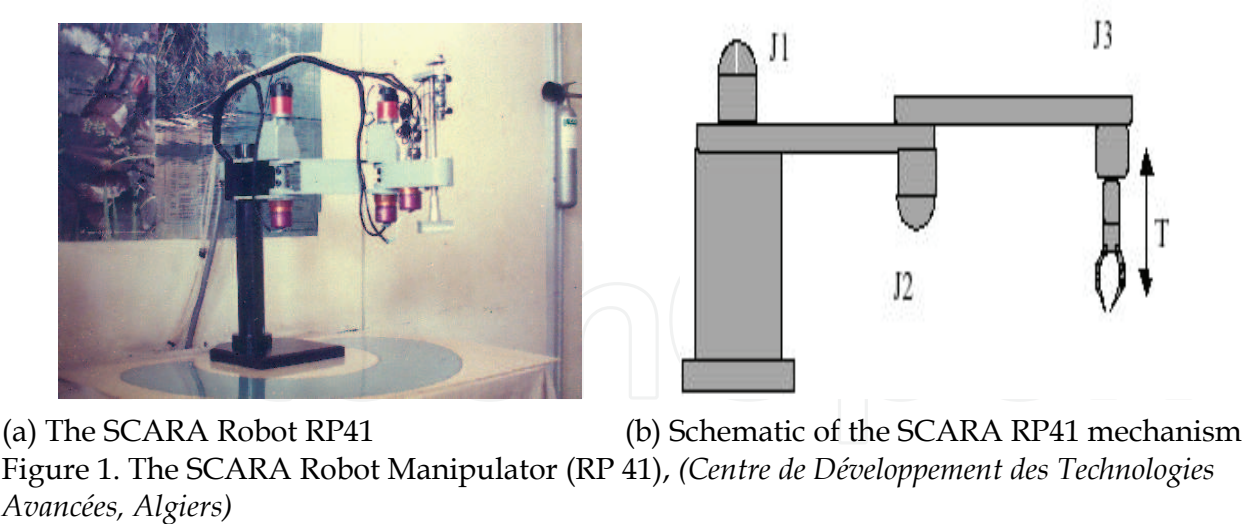 J1
J3
J2
T
(a) The SCARA Robot RP41
(b) Schematic of the SCARA RP41 mechanism
Figure 1. The SCARA Robot Manipulator (RP 41), (Centre de Développement des Technologies
Avancées, Algiers)